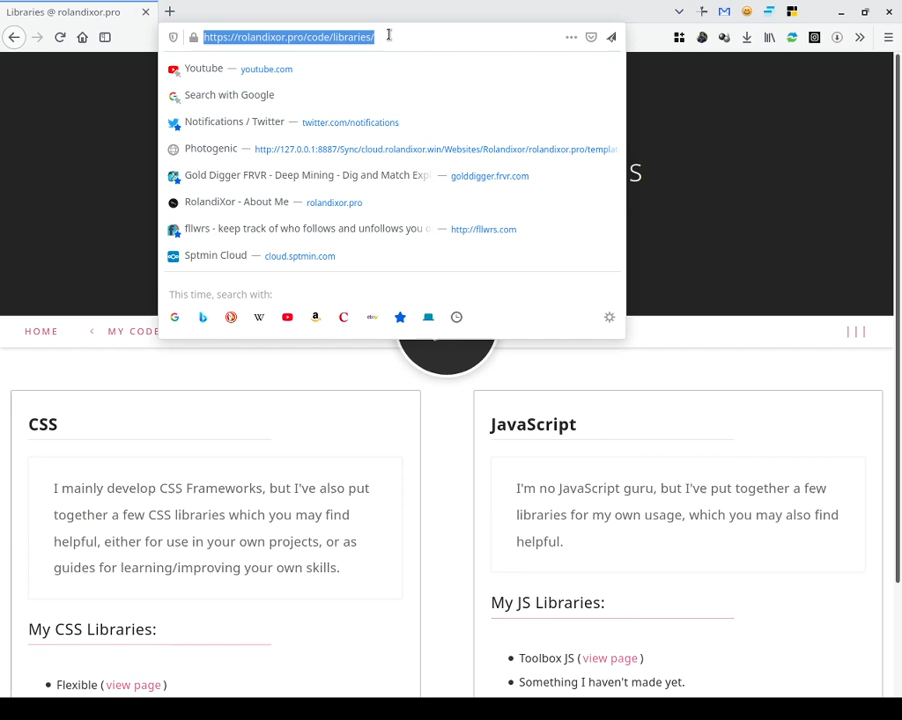 Libraries @ rolandixor.pro
https://rolandixor.pro/code/libraries/
Youtube — youtube.com
Search with Google
Notifications / Twitter — twitter.com/notifications
Photogenic — http://127.0.0.1:8887/Sync/cloud.rolandixor.win/Websites/Rolandixor/rolandixor.pro/templat
Gold Digger FRVR - Deep Mining - Dig and Match Expl — golddigger.frvr.com
RolandiXor - About Me — rolandixor.pro
fllwrs - keep track of who follows and unfollows you o — http://fllwrs.com
Sptmin Cloud — cloud.sptmin.com
This time, search with:
S
HOME < MY CODE
CSS
I mainly develop CSS Frameworks, but I've also put
together a few CSS libraries which you may find
helpful, either for use in your own projects, or as
guides for learning/improving your own skills.
My CSS Libraries:
Flexible (view page)
JavaScript
I'm no JavaScript guru, but I've put together a few
libraries for my own usage, which you may also find
helpful.
My JS Libraries:
Toolbox JS (view page)
Something I haven't made yet.